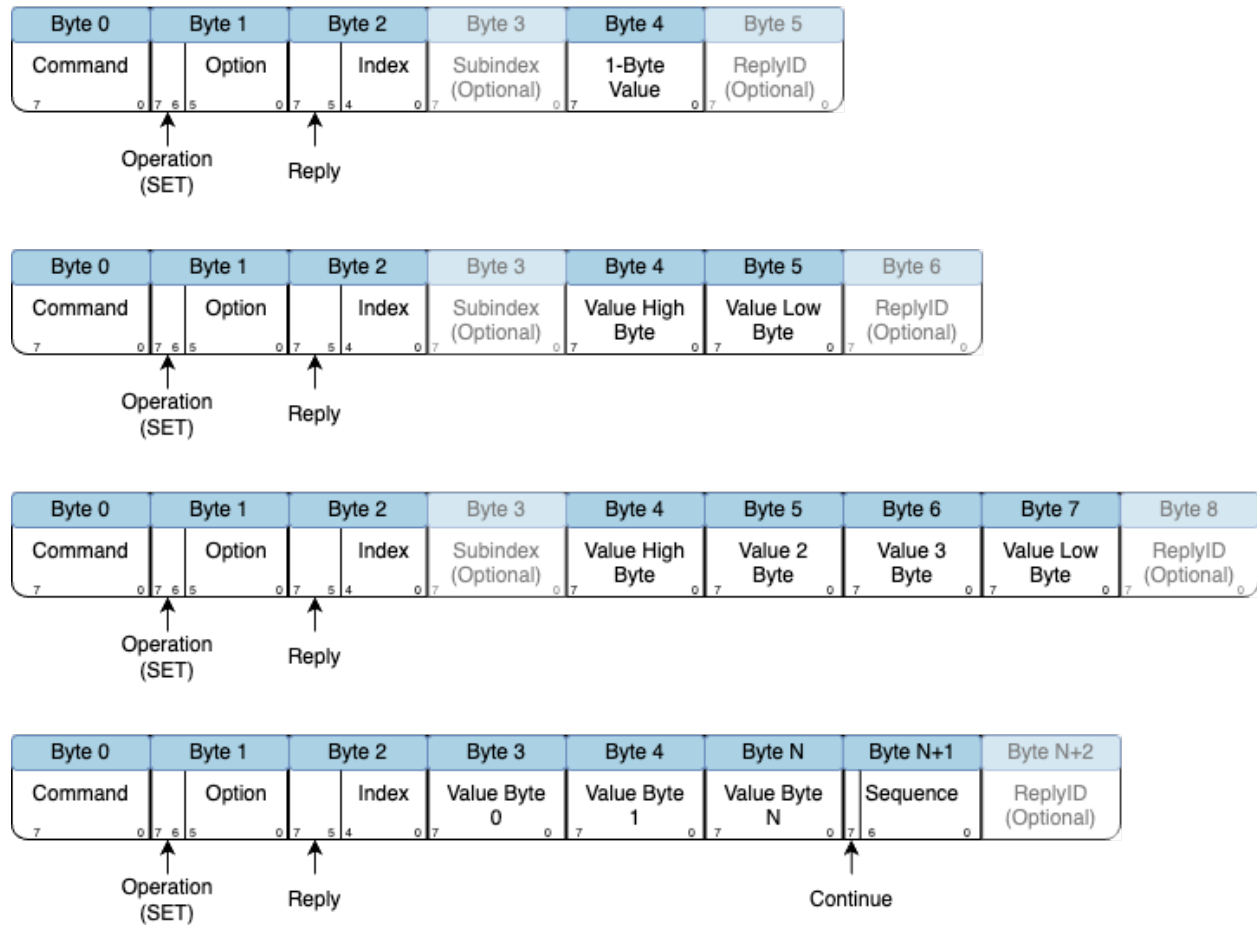 Byte 0 Byte 1 Byte 2 Byte 3 Byte 4 Byte 5
Command Option Index Subindex 1-Byte ReplyID
(Optional) Value (Optional)
7 0 7 6 5 0 7 5 4 0 7 0 7 0 7 0
Operation
(SET)
Reply
Byte 0 Byte 1 Byte 2 Byte 3 Byte 4 Byte 5 Byte 6
Command Option Index Subindex Value High Value Low ReplyID
(Optional) Byte Byte (Optional)
7 0 7 6 5 0 7 5 4 0 7 0 7 0 7 0 7 0
Operation
(SET)
Reply
Byte 0 Byte 1 Byte 2 Byte 3 Byte 4 Byte 5 Byte 6 Byte 7 Byte 8
Command Option Index Subindex Value High Value 2 Value 3 Value Low ReplyID
(Optional) Byte Byte Byte Byte (Optional)
7 0 7 6 5 0 7 5 4 0 7 0 7 0 7 0 7 0 7 0 7 0
Operation
(SET)
Reply
Byte 0 Byte 1 Byte 2 Byte 3 Byte 4 Byte N Byte N+1 Byte N+2
Command Option Index Value Byte Value Byte Value Byte Sequence ReplyID
0 1 N (Optional)
7 0 7 6 5 0 7 5 4 0 7 0 7 0 7 0 7 6 0
Operation
(SET)
Reply
Continue